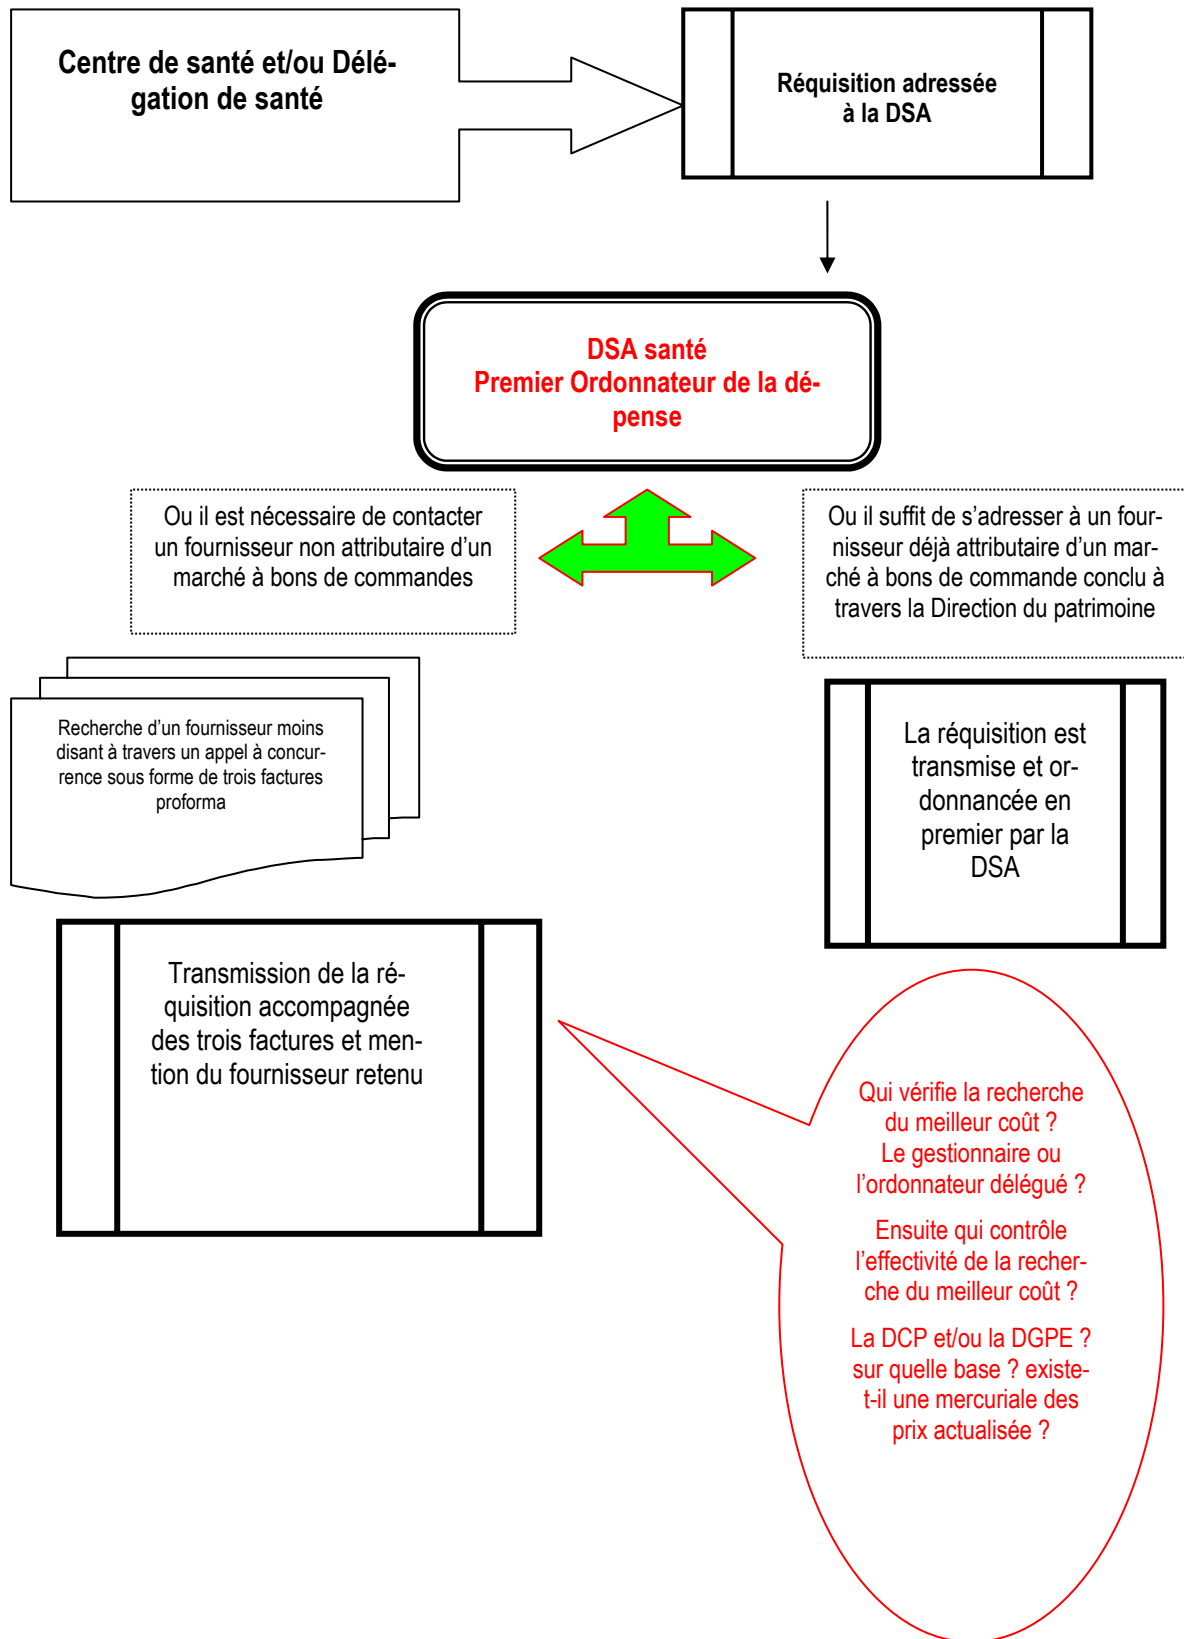 Centre de santé et/ou Délé-
gation de santé
Réquisition adressée
à la DSA
DSA santé
Premier Ordonnateur de la dé-
pense
Ou il est nécessaire de contacter
un fournisseur non attributaire d’un
marché à bons de commandes
Ou il suffit de s’adresser à un four-
nisseur déjà attributaire d’un mar-
ché à bons de commande conclu à
travers la Direction du patrimoine
Recherche d’un fournisseur moins
disant à travers un appel à concur-
rence sous forme de trois factures
proforma
La réquisition est
transmise et or-
donnancée en
premier par la
DSA
Transmission de la ré-
quisition accompagnée
des trois factures et men-
tion du fournisseur retenu
Qui vérifie la recherche
du meilleur coût ?
Le gestionnaire ou
l’ordonnateur délégué ?
Ensuite qui contrôle
l’effectivité de la recher-
che du meilleur coût ?
La DCP et/ou la DGPE ?
sur quelle base ? existe-
t-il une mercuriale des
prix actualisée ?